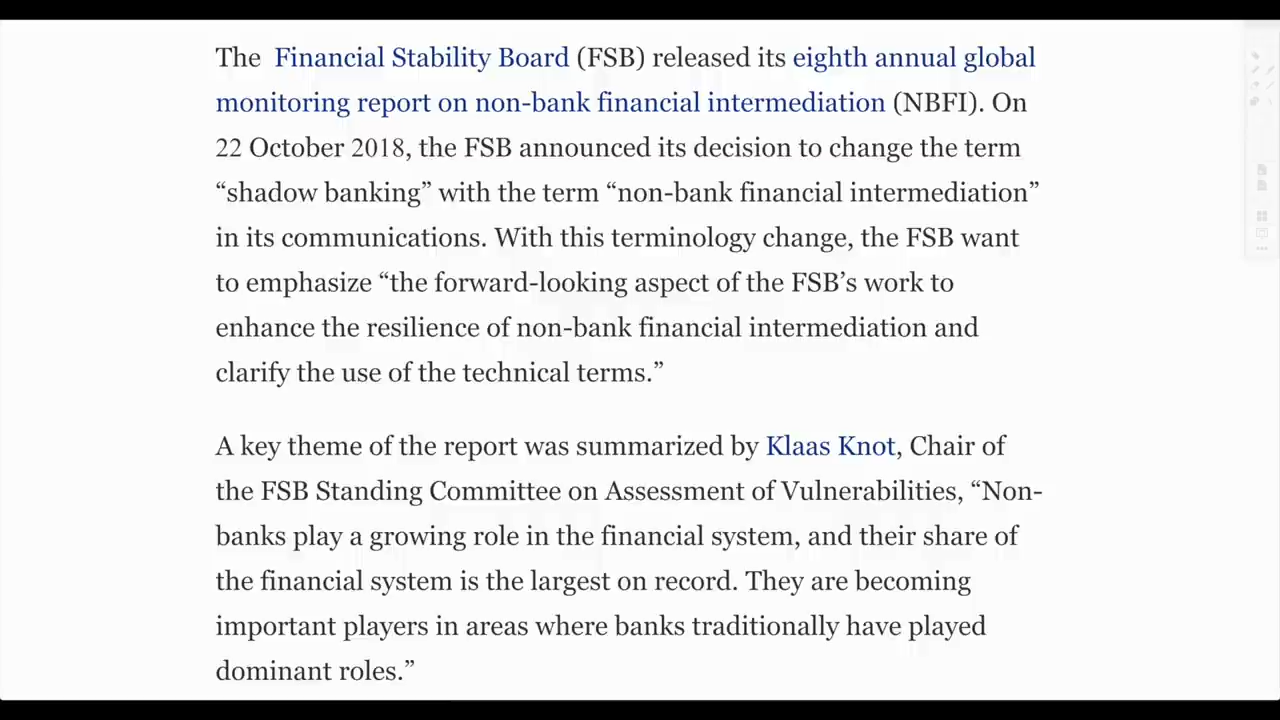 The Financial Stability Board (FSB) released its eighth annual global
monitoring report on non-bank financial intermediation (NBFI). On
22 October 2018, the FSB announced its decision to change the term
“shadow banking” with the term “non-bank financial intermediation”
in its communications. With this terminology change, the FSB want
to emphasize “the forward-looking aspect of the FSB’s work to
enhance the resilience of non-bank financial intermediation and
clarify the use of the technical terms.”
A key theme of the report was summarized by Klaas Knot, Chair of
the FSB Standing Committee on Assessment of Vulnerabilities, “Non-
banks play a growing role in the financial system, and their share of
the financial system is the largest on record. They are becoming
important players in areas where banks traditionally have played
dominant roles.”